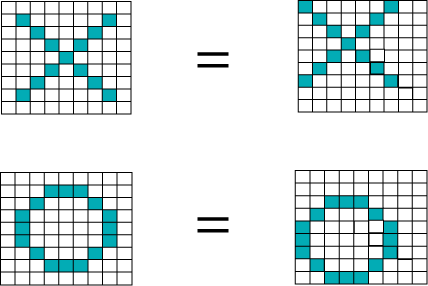 X = X
O = O